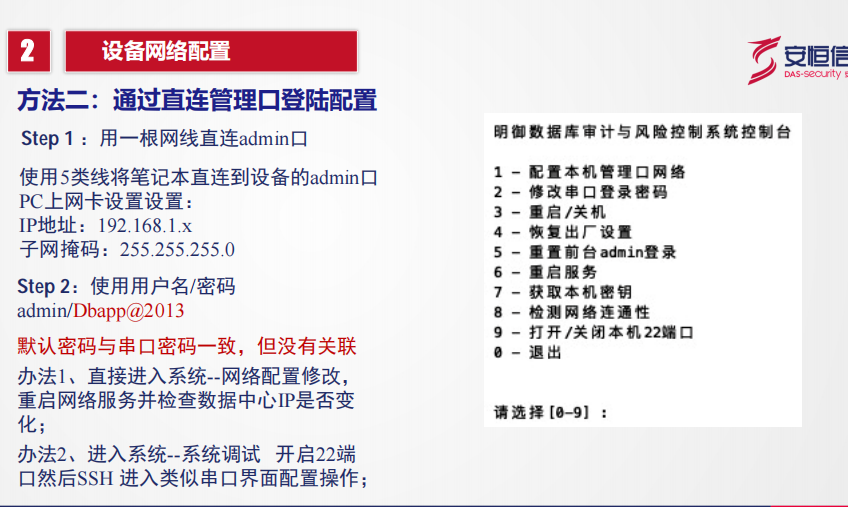 2
设备网络配置
安恒信
DAS-security
方法二：通过直连管理口登陆配置
Step 1 ：用一根网线直连admin口
使用5类线将笔记本直连到设备的admin口
PC上网卡设置设置：
IP地址：192.168.1.x
子网掩码：255.255.255.0
Step 2：使用用户名/密码
admin/Dbapp@2013
默认密码与串口密码一致，但没有关联
办法1、直接进入系统--网络配置修改，
重启网络服务并检查数据中心IP是否变
化；
办法2、进入系统--系统调试 开启22端
口然后SSH 进入类似串口界面配置操作；
明御数据库审计与风险控制系统控制台
1 - 配置本机管理口网络
2 - 修改串口登录密码
3 - 重启/关机
4 - 恢复出厂设置
5 - 重置前台admin登录
6 - 重启服务
7 - 获取本机密钥
8 - 检测网络连通性
9 - 打开/关闭本机22端口
0 - 退出
请选择[0-9] ：